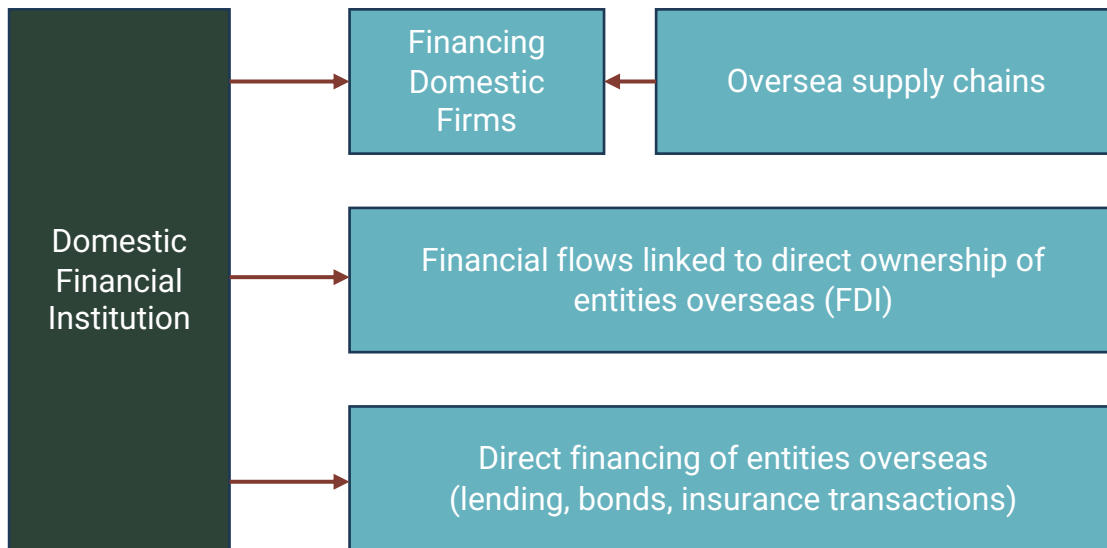 Domestic
Financial
Institution
Financing
Domestic
Firms
Oversea supply chains
Financial flows linked to direct ownership of
entities overseas (FDI)
Direct financing of entities overseas
(lending, bonds, insurance transactions)